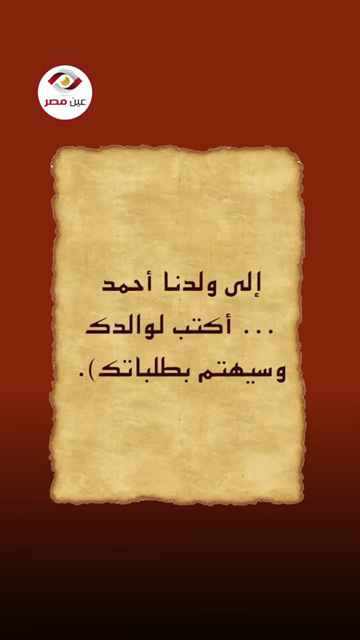 عين مصر
إلى ولدنا أحمد
... أكتب لوالدك
وسيهتم بطلباتك).